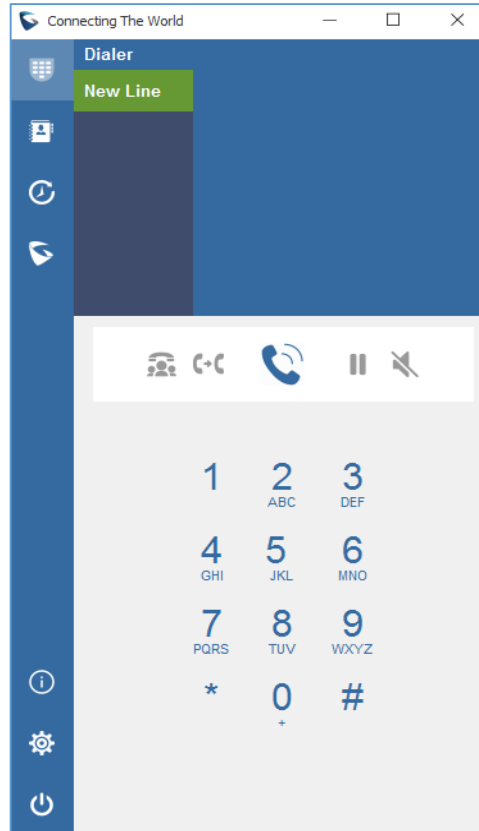 Connecting The World
Dialer
New Line
1 2 3
ABC DEF
4 5 6
GHI JKL MNO
7 8 9
PQRS TUV WXYZ
* 0 #
+